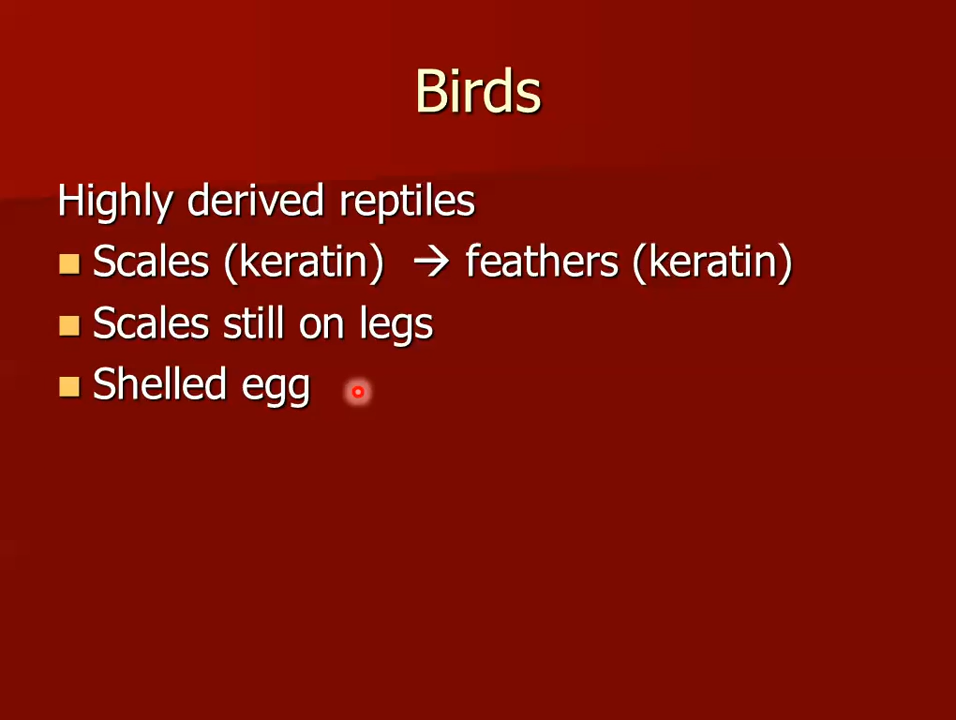 Birds
Highly derived reptiles
■ Scales (keratin) → feathers (keratin)
■ Scales still on legs
■ Shelled egg